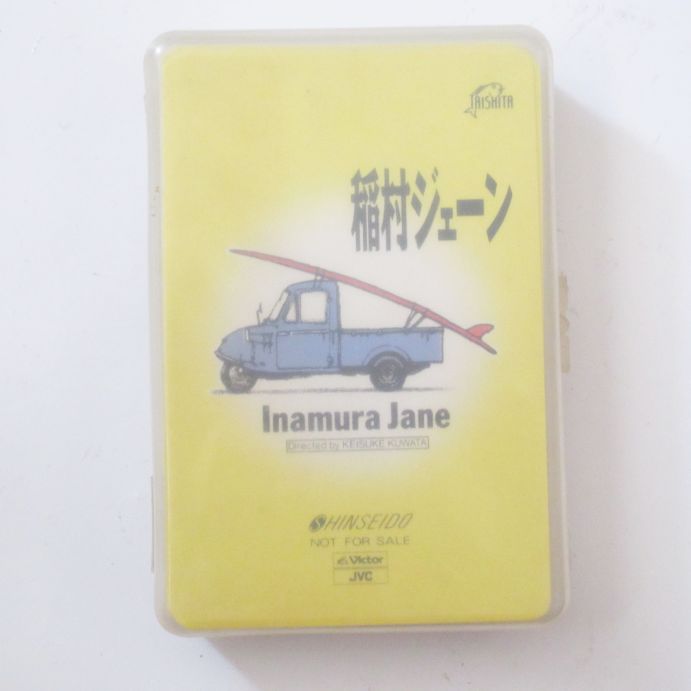 TAISHITA
稲村ジェーン
Inamura Jane
Directed by KEISUKE KUWATA
SHINSEIDO
NOT FOR SALE
Victor
JVC